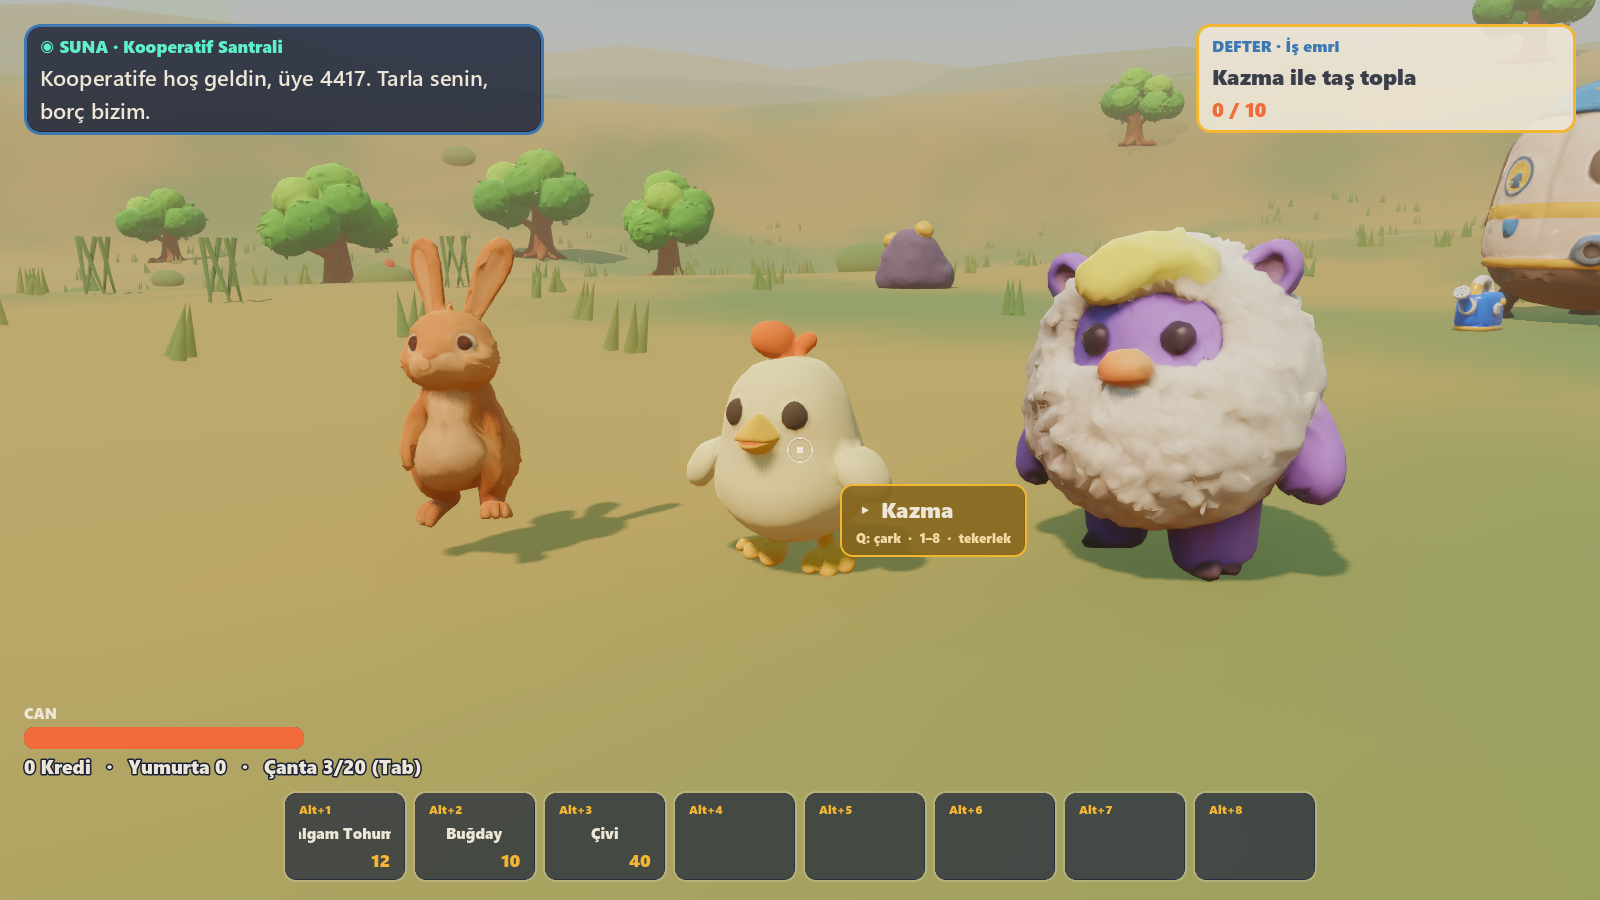 ◉ SUNA · Kooperatif Santrali
Kooperatife hoş geldin, üye 4417. Tarla senin,
borç bizim.
DEFTER · İş emri
Kazma ile taş topla
0 / 10
▸ Kazma
Q: çark · 1–8 · tekerlek
CAN
0 Kredi · Yumurta 0 · Çanta 3/20 (Tab)
Alt+1 Alt+2 Alt+3 Alt+4 Alt+5 Alt+6 Alt+7 Alt+8
lgam Tohum Buğday Çivi
12 10 40